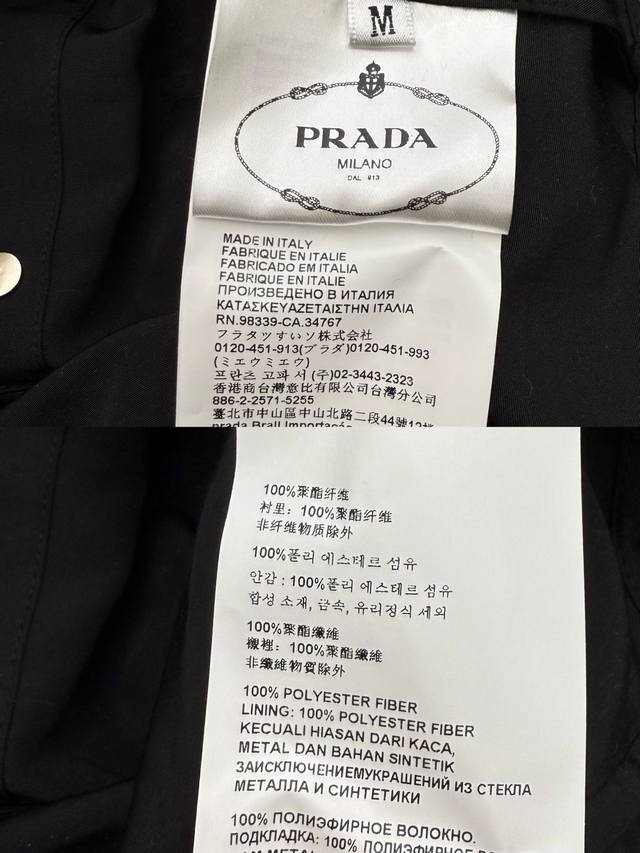 M
PRADA
MILANO
DAL 913
MADE IN ITALY
FABRIQUE EN ITALIE
FABRICADO EM ITALIA
FABRIQUE EN ITALIE
ПРОИЗВЕДЕНО В ИТАЛИЯ
ΚΑΤΑΣΚΕΥΑΖΕΤΑΙΣΤΗΝ ΙΤΑΛΙΑ
RN.98339-CA.34767
フラタツすいソ株式会社
0120-451-913(プラダ)0120-451-993
(ミエウミエウ)
프란츠 고파 서 (주)02-3443-2323
香港商台灣意比有限公司台灣分公司
886-2-2571-5255
臺北市中山區中山北路二段44號12樓
prada Brall Importacóc
100%聚酯纤维
衬里：100%聚酯纤维
非纤维物质除外
100%폴리 에스테르 섬유
안감 : 100%폴리 에스테르 섬유
합성 소재, 금속, 유리정식 세외
100%聚酯纖維
襯裡：100%聚酯纖維
非纖維物質除外
100% POLYESTER FIBER
LINING: 100% POLYESTER FIBER
KECUALI HIASAN DARI KACA,
METAL DAN BAHAN SINTETIK
ЗАИСКЛЮЧЕНИЕМУКРАШЕНИЙ ИЗ СТЕКЛА
МЕТАЛЛА И СИНТЕТИКИ
100% ПОЛИЭФИРНОЕ ВОЛОКНО.
ПОДКЛАДКА: 100% ПОЛИЭФИРНОЕ